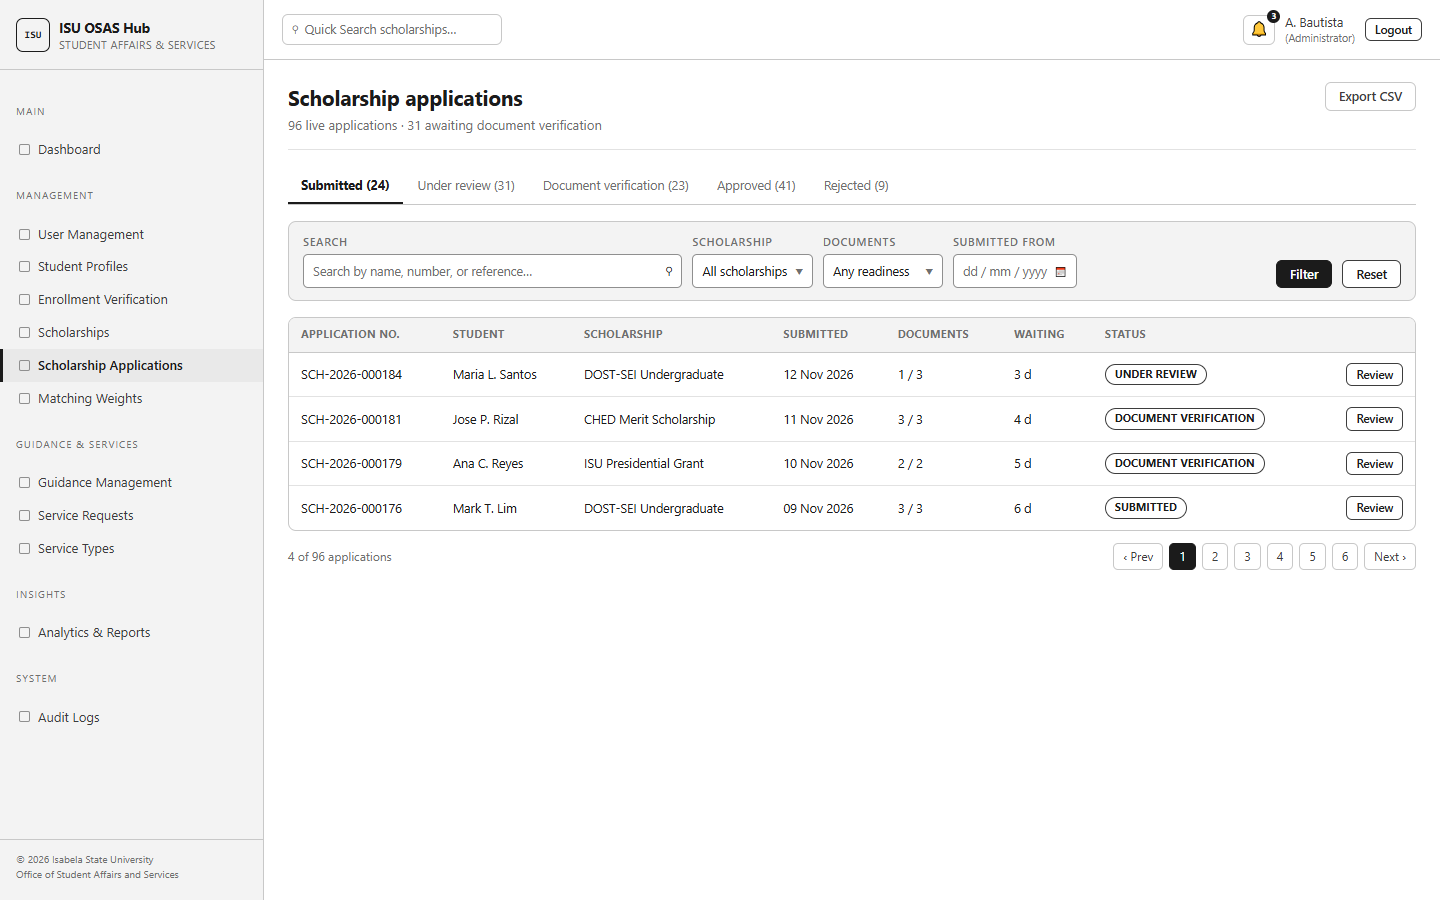 ISU
ISU OSAS Hub
STUDENT AFFAIRS & SERVICES
MAIN
Dashboard
MANAGEMENT
User Management
Student Profiles
Enrollment Verification
Scholarships
Scholarship Applications
Matching Weights
GUIDANCE & SERVICES
Guidance Management
Service Requests
Service Types
INSIGHTS
Analytics & Reports
SYSTEM
Audit Logs
© 2026 Isabela State University
Office of Student Affairs and Services
Quick Search scholarships...
3
A. Bautista
(Administrator)
Logout
Scholarship applications
96 live applications · 31 awaiting document verification
Export CSV
Submitted (24) Under review (31) Document verification (23) Approved (41) Rejected (9)
SEARCH SCHOLARSHIP DOCUMENTS SUBMITTED FROM
Search by name, number, or reference... All scholarships Any readiness dd / mm / yyyy Filter Reset
APPLICATION NO. STUDENT SCHOLARSHIP SUBMITTED DOCUMENTS WAITING STATUS
SCH-2026-000184 Maria L. Santos DOST-SEI Undergraduate 12 Nov 2026 1 / 3 3 d UNDER REVIEW Review
SCH-2026-000181 Jose P. Rizal CHED Merit Scholarship 11 Nov 2026 3 / 3 4 d DOCUMENT VERIFICATION Review
SCH-2026-000179 Ana C. Reyes ISU Presidential Grant 10 Nov 2026 2 / 2 5 d DOCUMENT VERIFICATION Review
SCH-2026-000176 Mark T. Lim DOST-SEI Undergraduate 09 Nov 2026 3 / 3 6 d SUBMITTED Review
4 of 96 applications ‹ Prev 1 2 3 4 5 6 Next ›